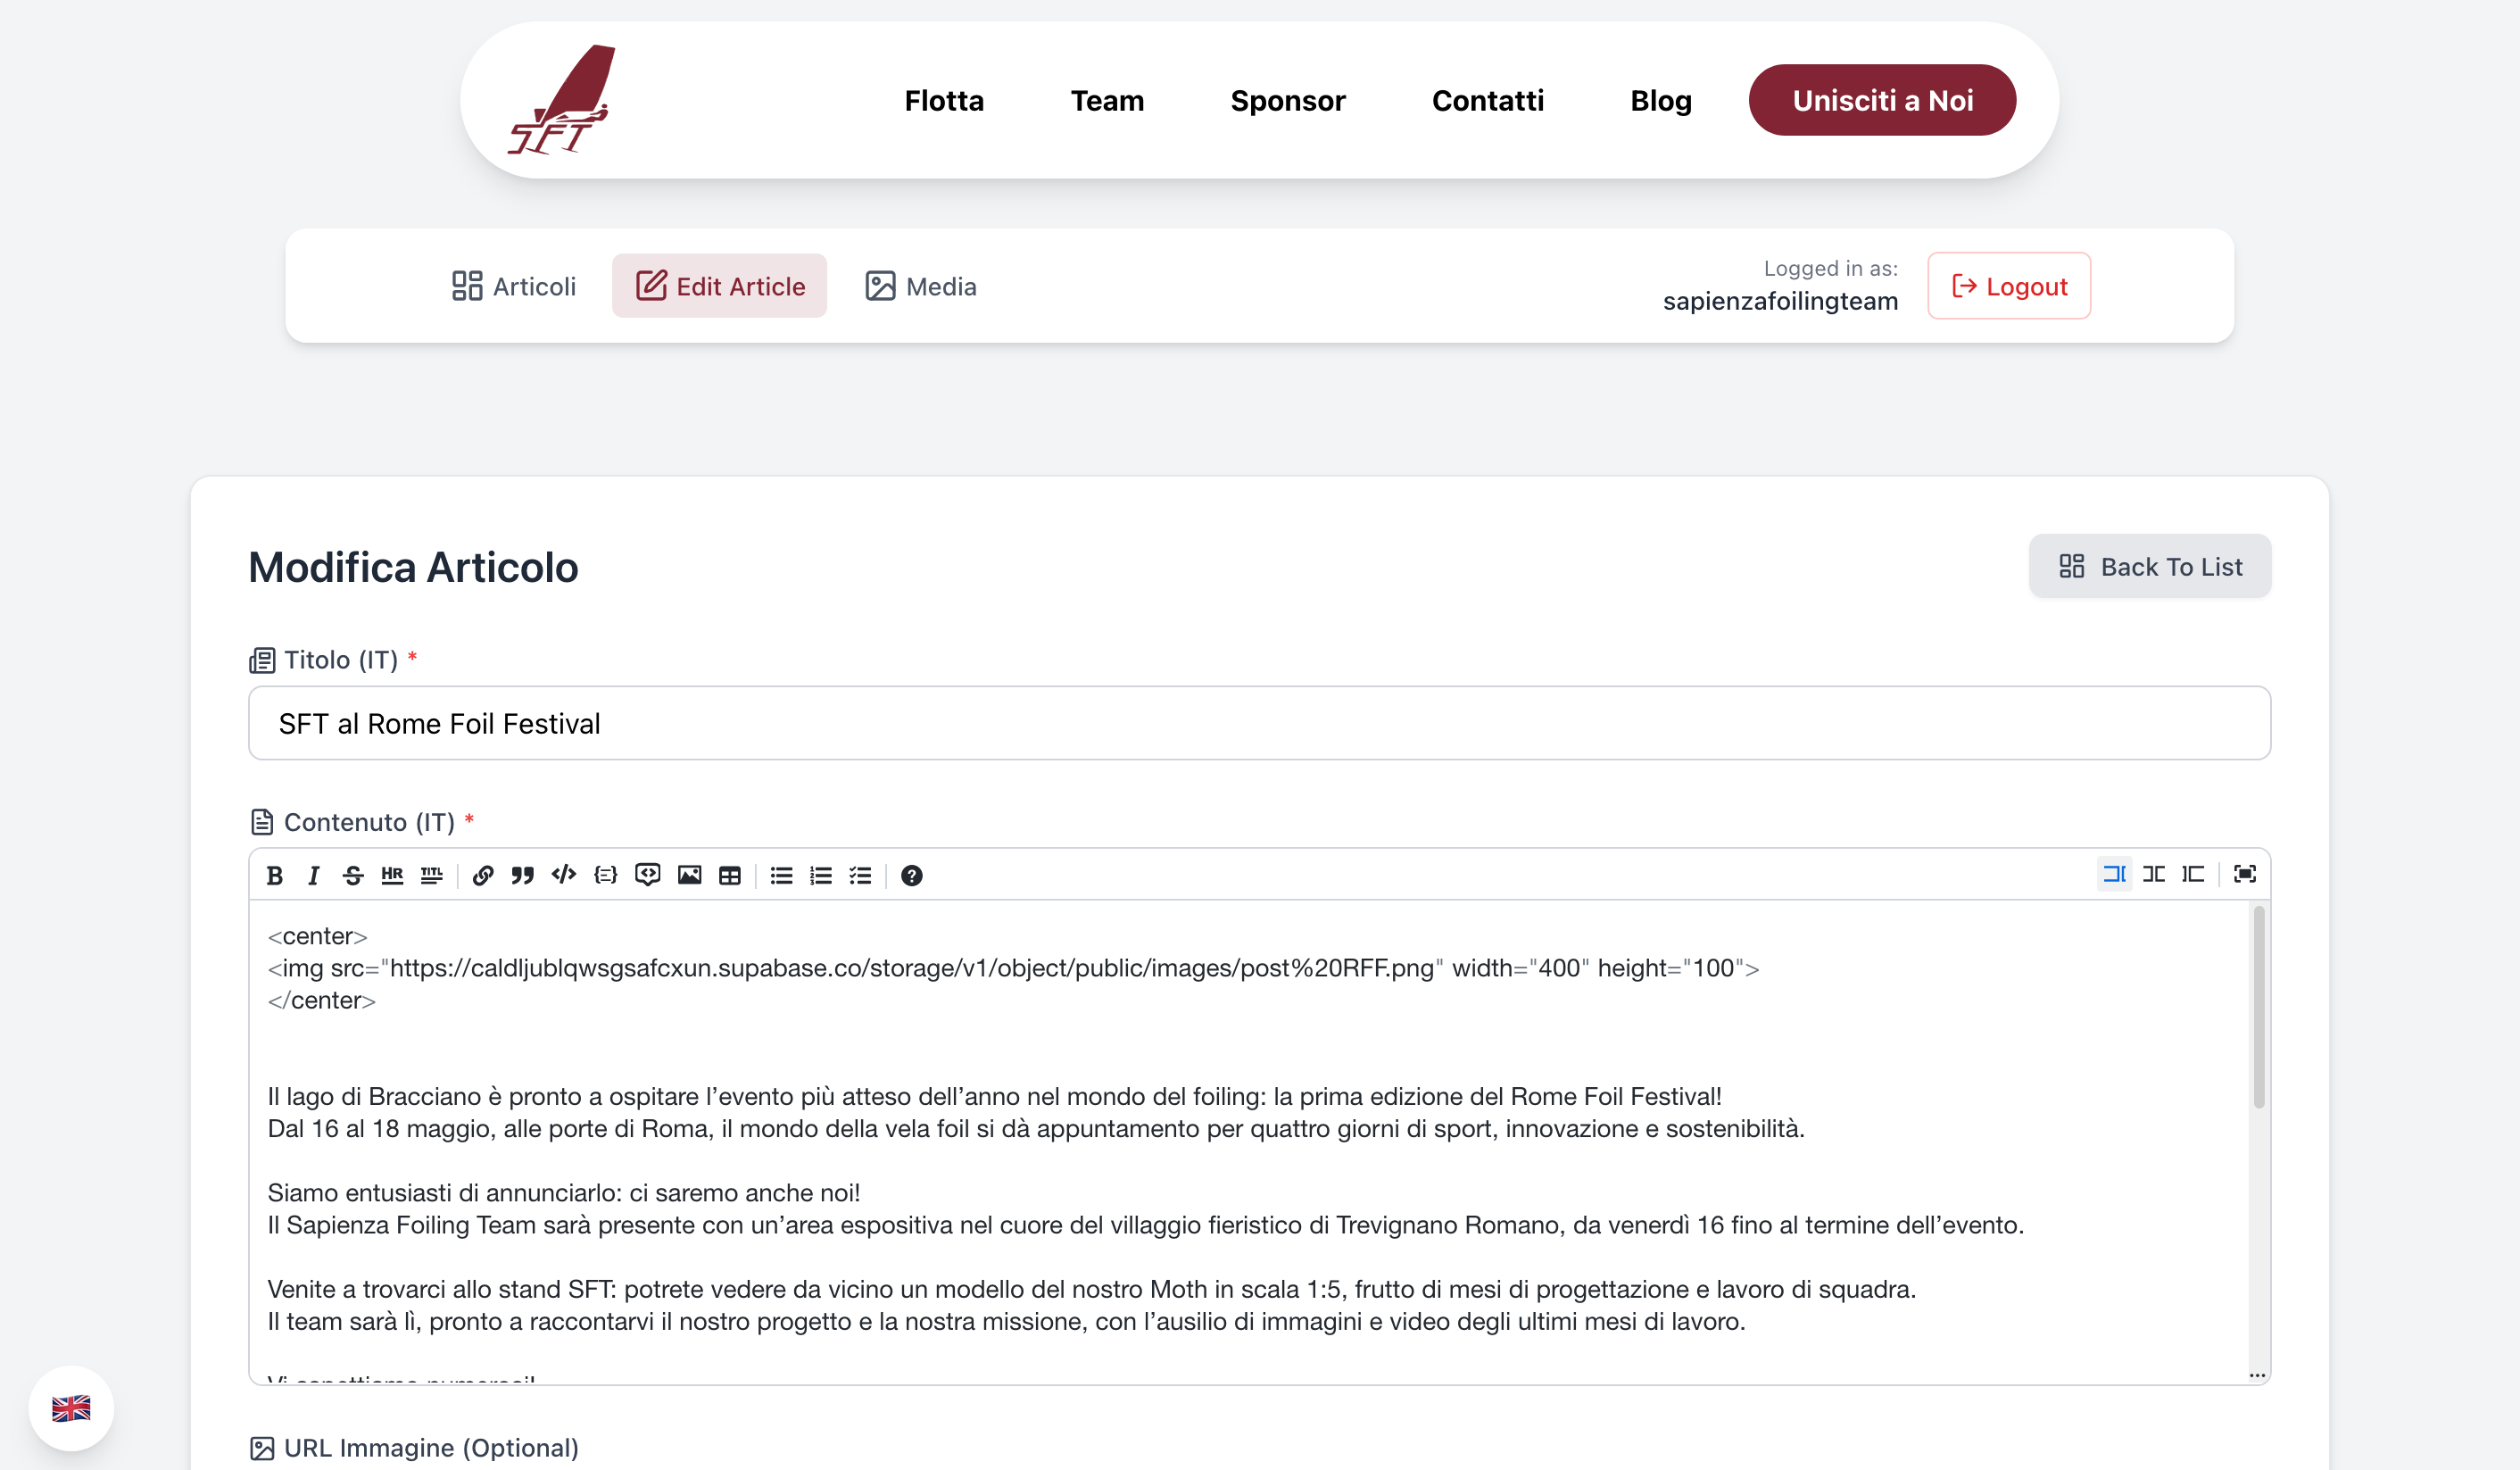 SFT
Flotta
Team
Sponsor
Contatti
Blog
Unisciti a Noi
Articoli
Edit Article
Media
Logged in as:
sapienzafoilingteam
Logout
Modifica Articolo
Back To List
Titolo (IT) *
SFT al Rome Foil Festival
Contenuto (IT) *
HR
TITL
<center>
<img src="https://caldljublqwsgsafcxun.supabase.co/storage/v1/object/public/images/post%20RFF.png" width="400" height="100">
</center>
Il lago di Bracciano è pronto a ospitare l’evento più atteso dell’anno nel mondo del foiling: la prima edizione del Rome Foil Festival!
Dal 16 al 18 maggio, alle porte di Roma, il mondo della vela foil si dà appuntamento per quattro giorni di sport, innovazione e sostenibilità.
Siamo entusiasti di annunciarlo: ci saremo anche noi!
Il Sapienza Foiling Team sarà presente con un’area espositiva nel cuore del villaggio fieristico di Trevignano Romano, da venerdì 16 fino al termine dell’evento.
Venite a trovarci allo stand SFT: potrete vedere da vicino un modello del nostro Moth in scala 1:5, frutto di mesi di progettazione e lavoro di squadra.
Il team sarà lì, pronto a raccontarvi il nostro progetto e la nostra missione, con l’ausilio di immagini e video degli ultimi mesi di lavoro.
URL Immagine (Optional)